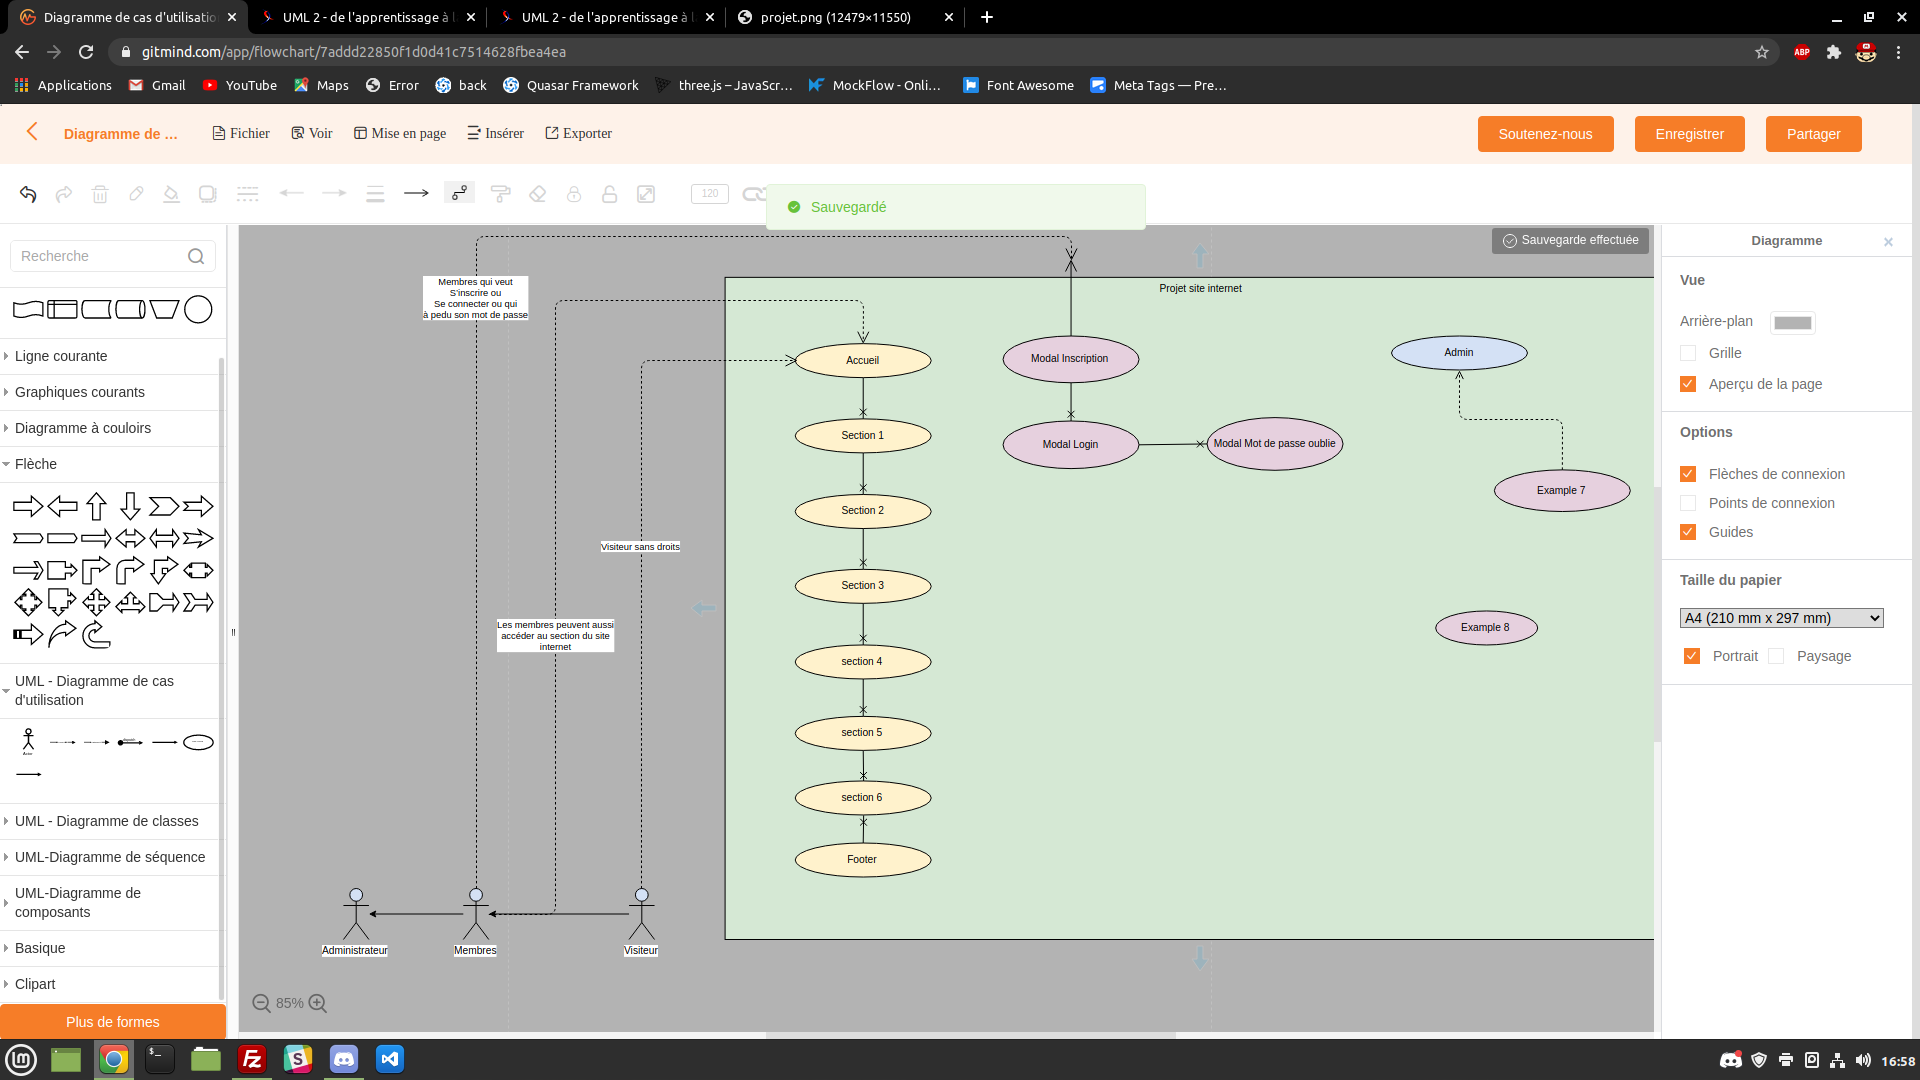 Diagramme de cas d'utilisatio
UML 2 - de l'apprentissage à l
UML 2 - de l'apprentissage à l
projet.png (12479×11550)
gitmind.com/app/flowchart/7addd22850f1d0d41c7514628fbea4ea
ABP
Applications
Gmail
YouTube
Maps
Error
back
Quasar Framework
three.js – JavaScr…
MockFlow - Onli…
Font Awesome
Meta Tags — Pre…
Diagramme de ...
Fichier
Voir
Mise en page
Insérer
Exporter
Soutenez-nous
Enregistrer
Partager
120
Sauvegardé
Recherche
Ligne courante
Graphiques courants
Diagramme à couloirs
Flèche
UML - Diagramme de cas
d'utilisation
UML - Diagramme de classes
UML-Diagramme de séquence
UML-Diagramme de
composants
Basique
Clipart
Plus de formes
Sauvegarde effectuée
Membres qui veut
S'inscrire ou
Se connecter ou qui
à pedu son mot de passe
Projet site internet
Accueil
Section 1
Section 2
Section 3
section 4
section 5
section 6
Footer
Modal Inscription
Modal Login
Modal Mot de passe oublie
Admin
Example 7
Example 8
Visiteur sans droits
Les membres peuvent aussi
accéder au section du site
internet
Administrateur
Membres
Visiteur
85%
Diagramme
Vue
Arrière-plan
Grille
Aperçu de la page
Options
Flèches de connexion
Points de connexion
Guides
Taille du papier
A4 (210 mm x 297 mm)
Portrait
Paysage
16:58